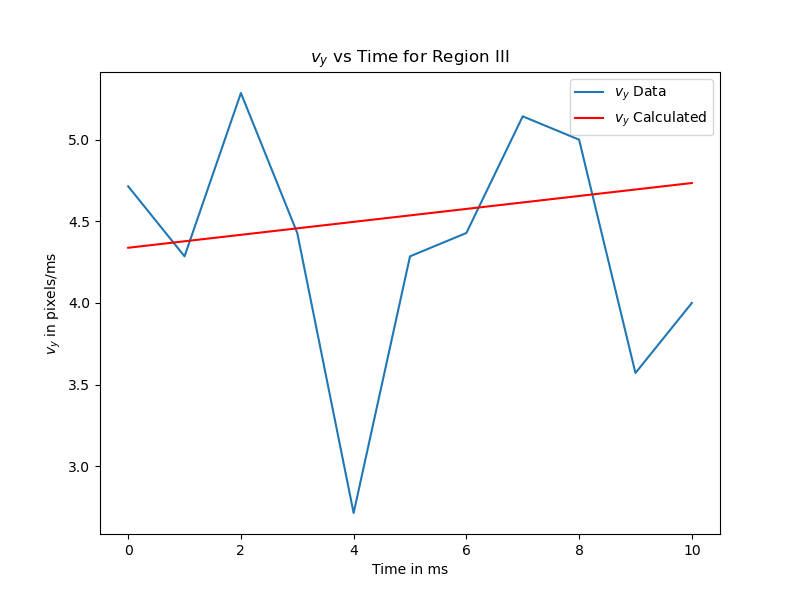 v_y vs Time for Region III
v_y Data
v_y Calculated
5.0
4.5
4.0
3.5
3.0
v_y in pixels/ms
0 2 4 6 8 10
Time in ms